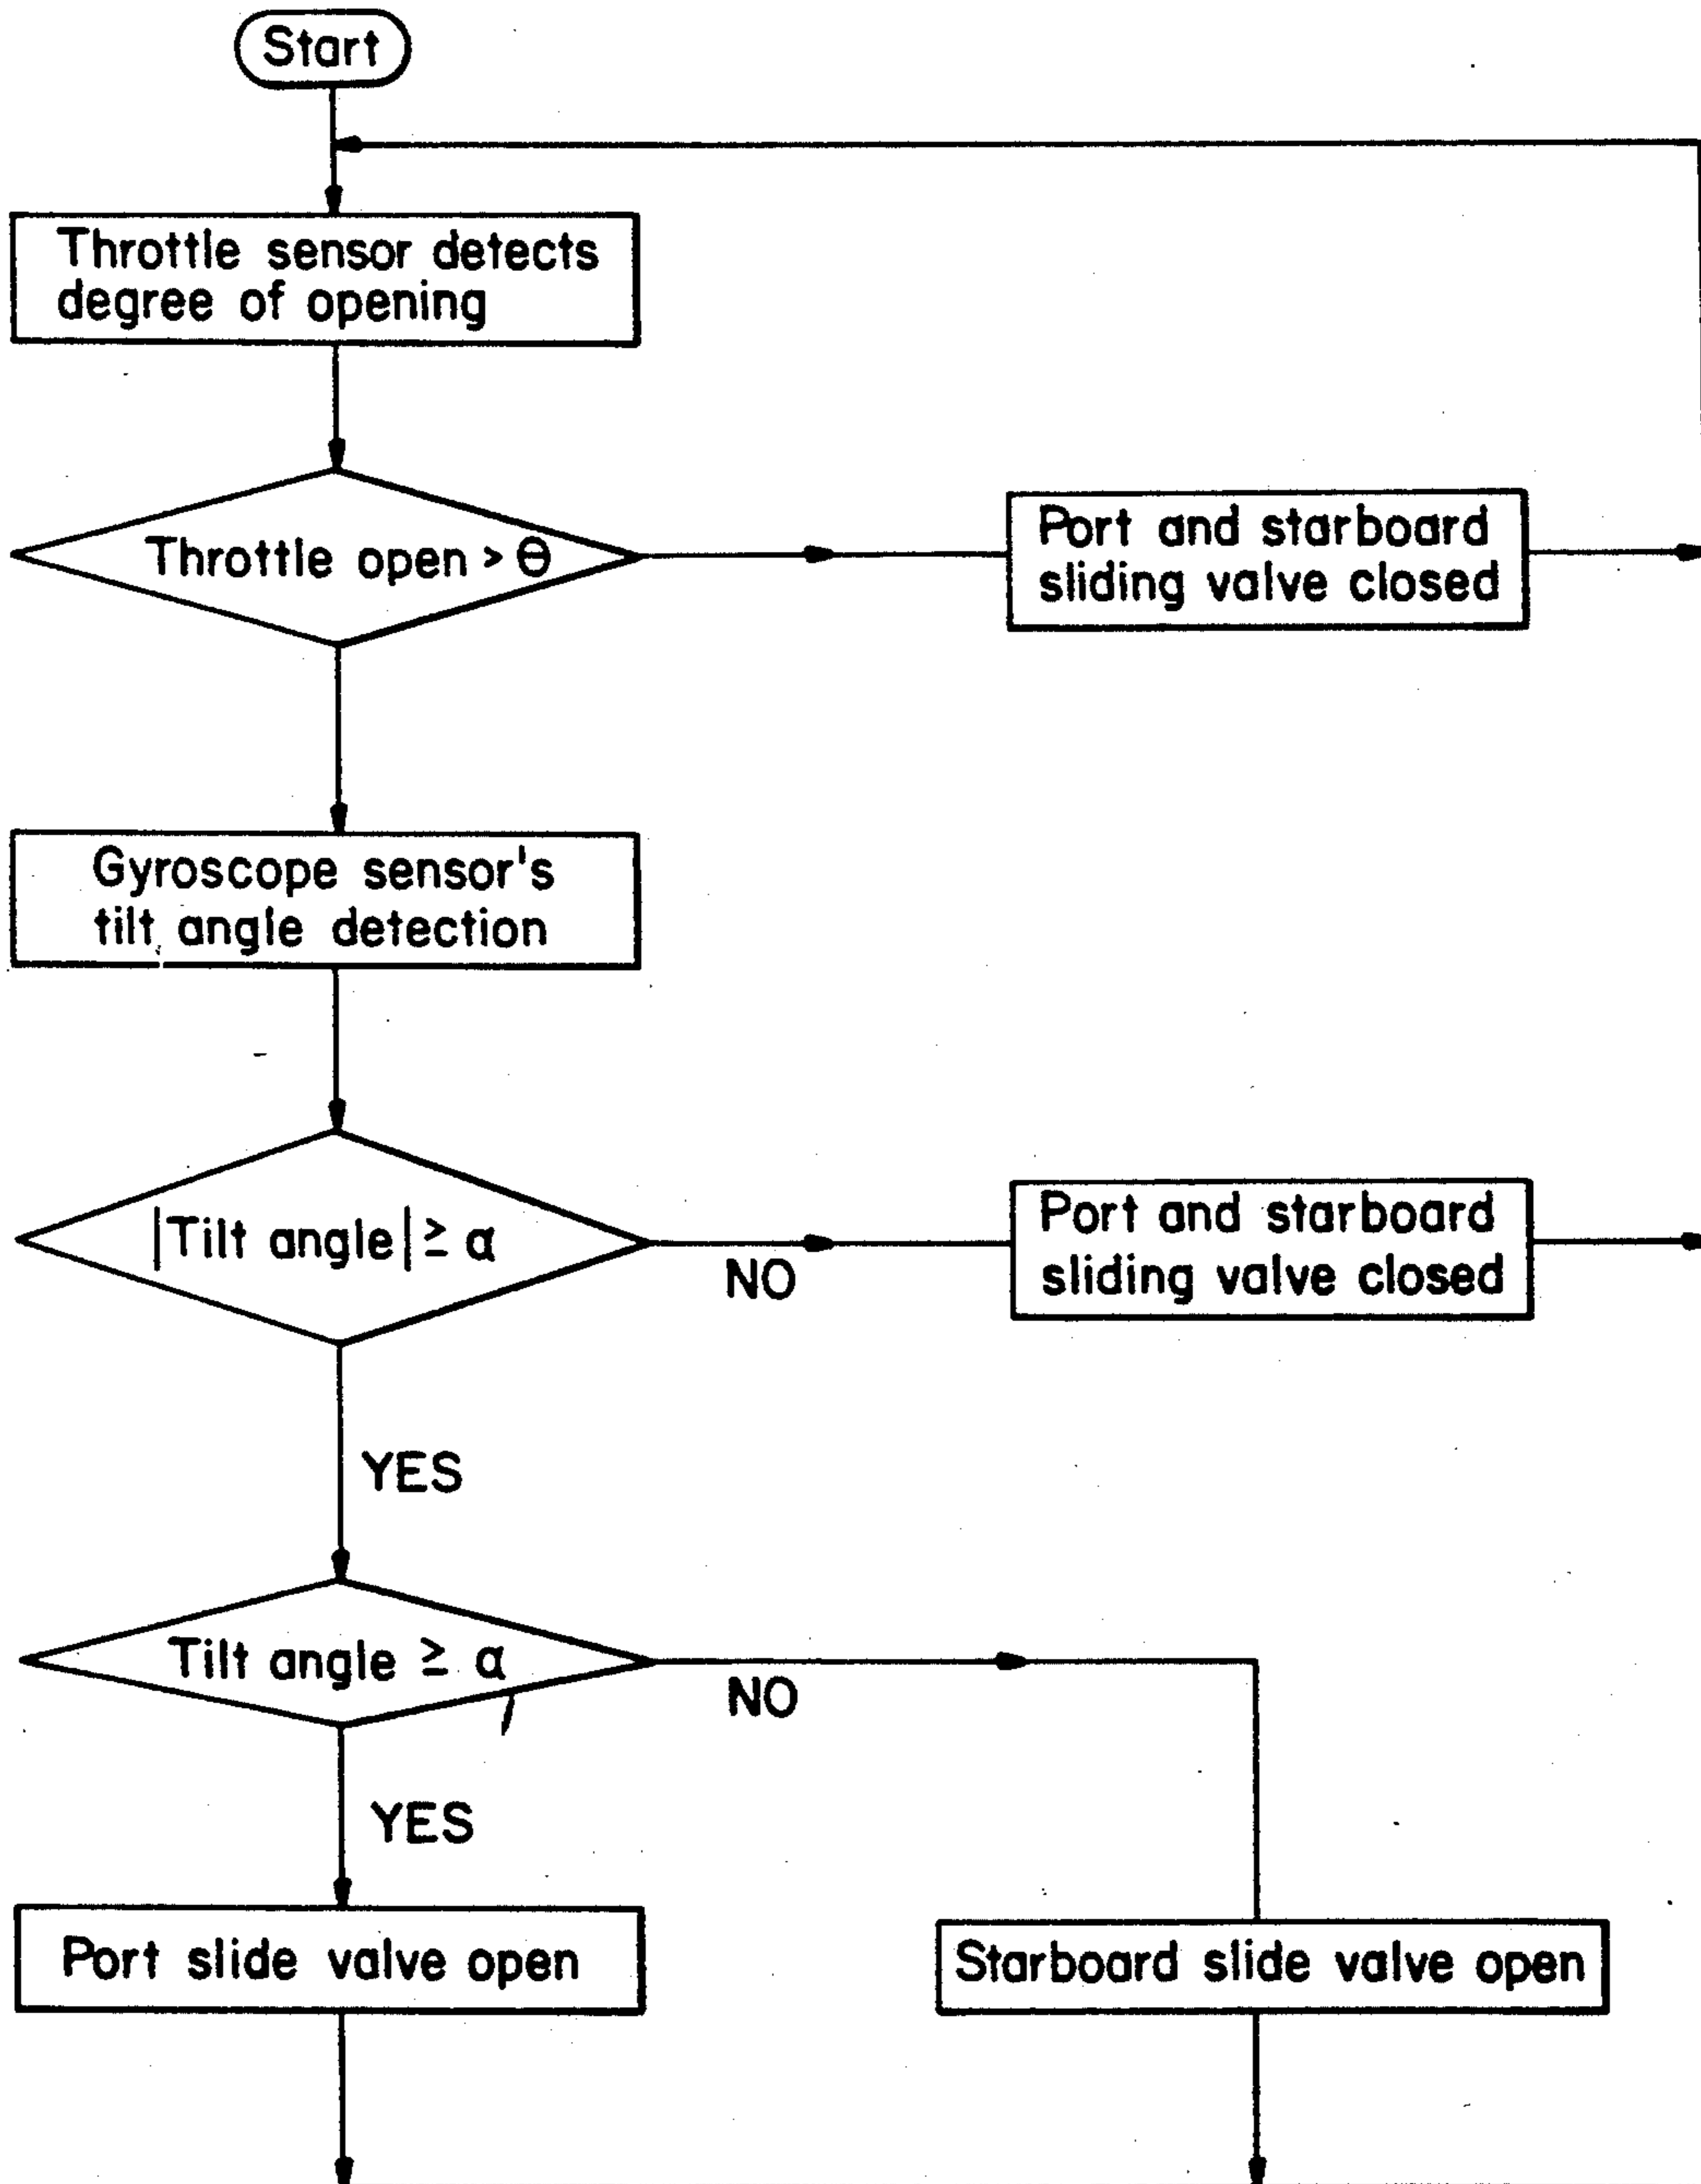 Start
Throttle sensor detects
degree of opening
Throttle open > Θ
Port and starboard
sliding valve closed
Gyroscope sensor's
tilt angle detection
|Tilt angle| ≥ α
NO
Port and starboard
sliding valve closed
YES
Tilt angle ≥ α
NO
YES
Port slide valve open
Starboard slide valve open